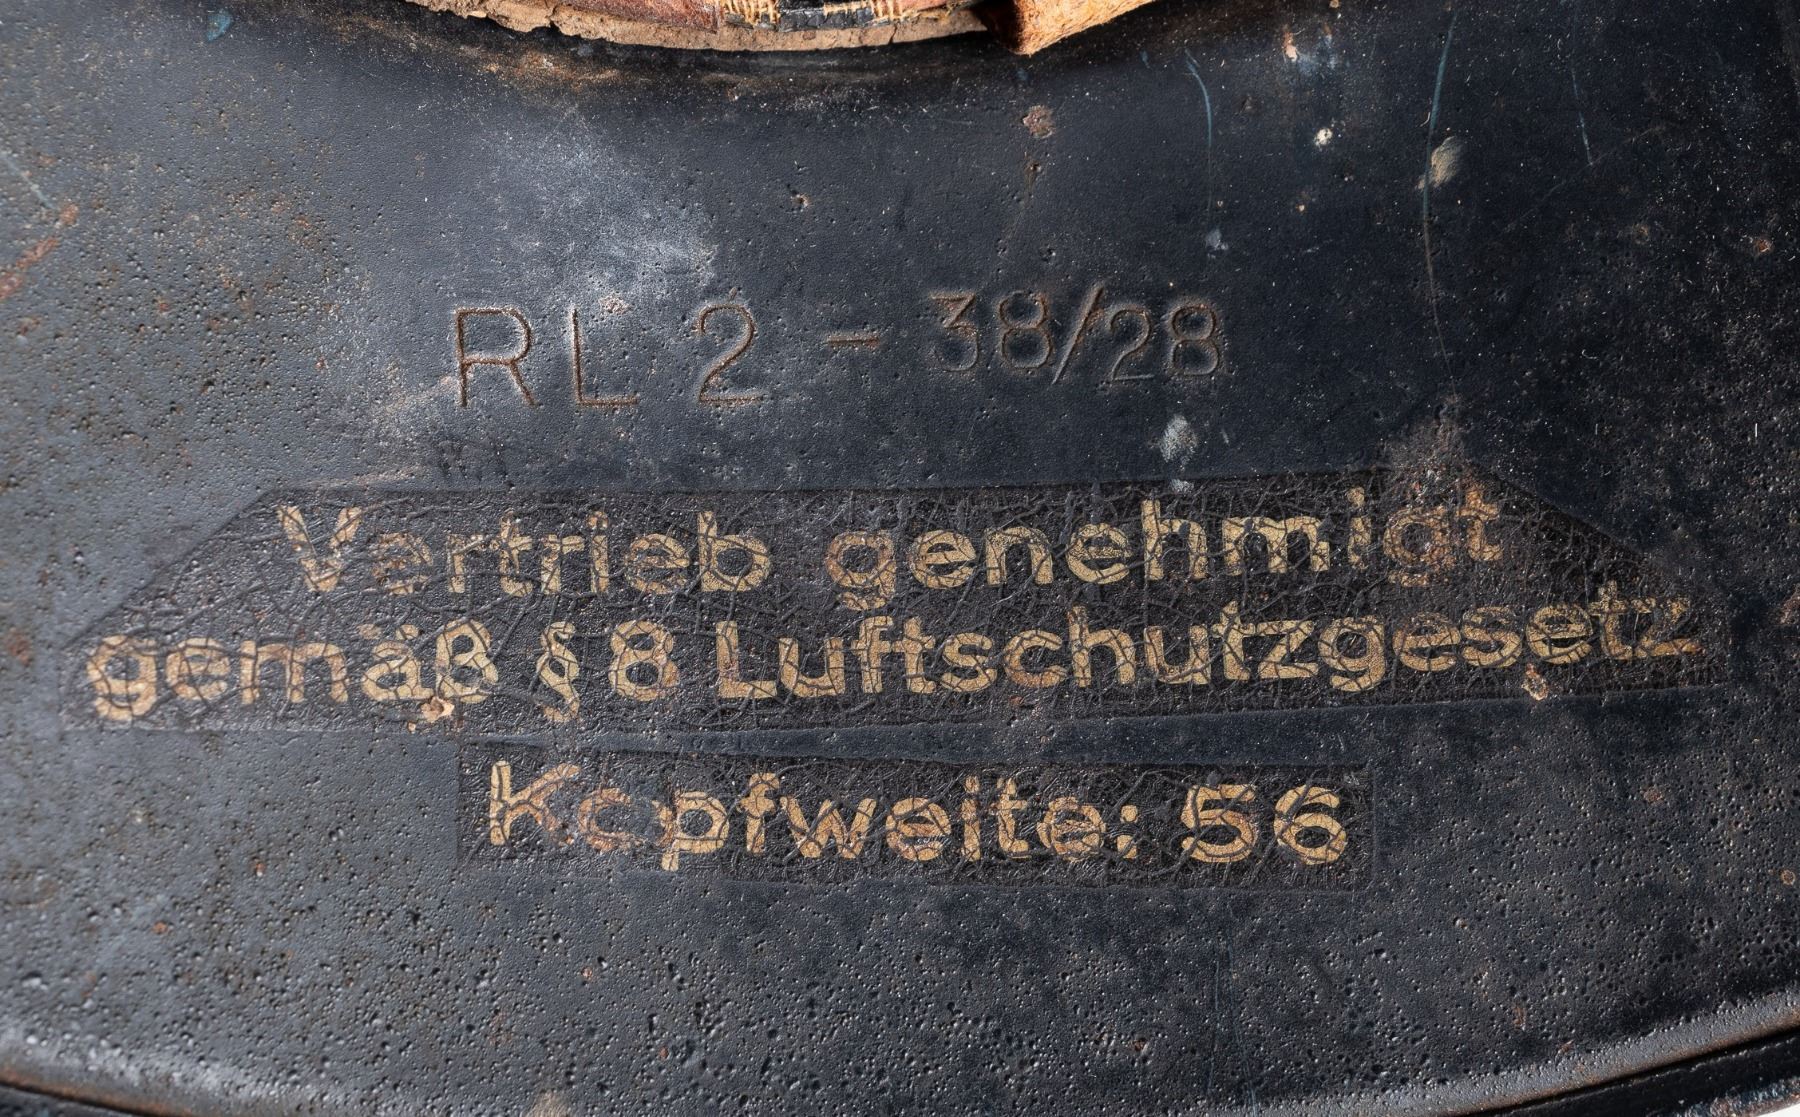 RL 2 - 38/28
Vertrieb genehmigt
gemäß § 8 Luftschutzgesetz
Kopfweite: 56